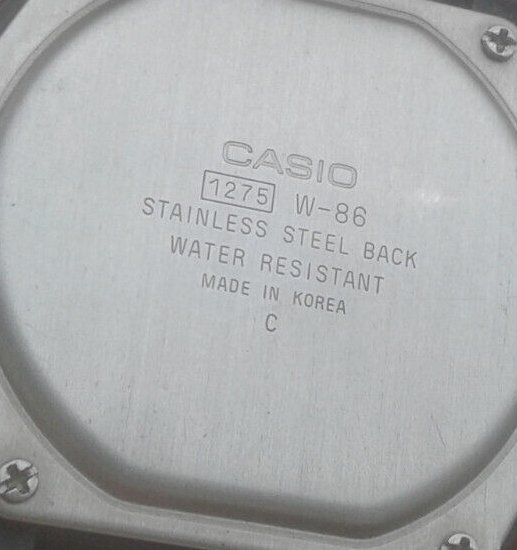 CASIO
1275 W-86
STAINLESS STEEL BACK
WATER RESISTANT
MADE IN KOREA
C